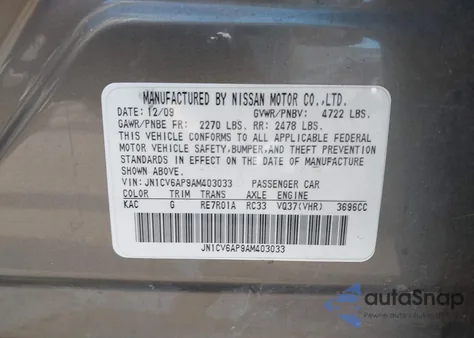 MANUFACTURED BY NISSAN MOTOR CO.,LTD.
DATE: 12/09 GVWR/PNBV: 4722 LBS.
GAWR/PNBE FR: 2270 LBS. RR: 2478 LBS.
THIS VEHICLE CONFORMS TO ALL APPLICABLE FEDERAL
MOTOR VEHICLE SAFETY,BUMPER,AND THEFT PREVENTION
STANDARDS IN EFFECT ON THE DATE OF MANUFACTURE
SHOWN ABOVE.
VIN: JN1CV6AP9AM403033 PASSENGER CAR
COLOR TRIM TRANS AXLE ENGINE
KAC G RE7R01A RC33 VQ37(VHR) 3696CC
JN1CV6AP9AM403033
autoSnap